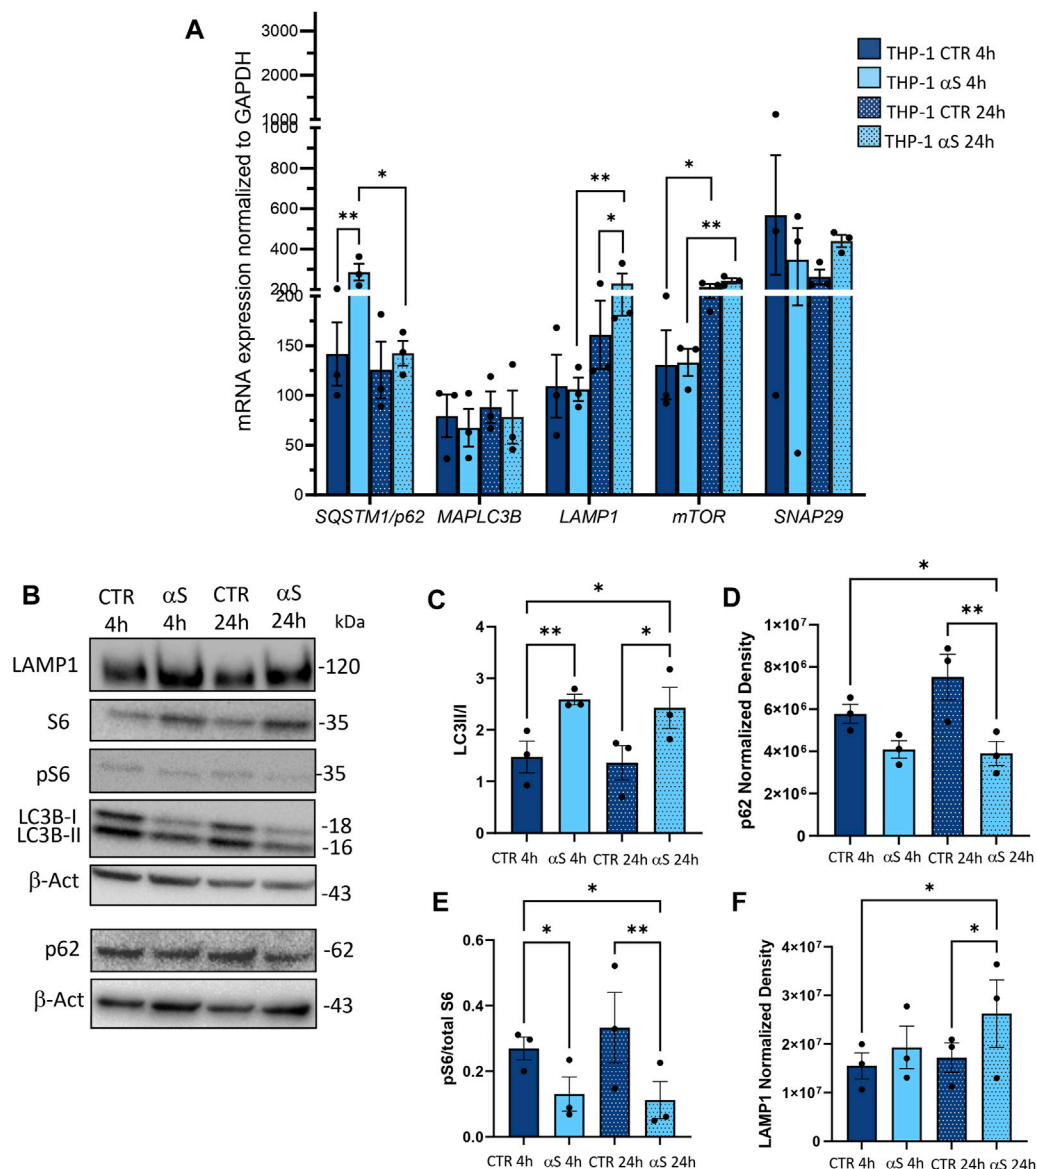 A
mRNA expression normalized to GAPDH
3000
2000
1000
1000
800
600
400
200
200
150
100
50
0
** * ** * * **
SQSTM1/p62 MAPLC3B LAMP1 mTOR SNAP29
THP-1 CTR 4h
THP-1 αS 4h
THP-1 CTR 24h
THP-1 αS 24h
B
CTR αS CTR αS
4h 4h 24h 24h kDa
LAMP1 -120
S6 -35
pS6 -35
LC3B-I -18
LC3B-II -16
β-Act -43
p62 -62
β-Act -43
C
LC3II/I
*
** *
4
3
2
1
0
CTR 4h αS 4h CTR 24h αS 24h
D
p62 Normalized Density
*
**
1×10⁷
8×10⁶
6×10⁶
4×10⁶
2×10⁶
0
CTR 4h αS 4h CTR 24h αS 24h
E
pS6/total S6
*
* **
0.6
0.4
0.2
0.0
CTR 4h αS 4h CTR 24h αS 24h
F
LAMP1 Normalized Density
*
*
4×10⁷
3×10⁷
2×10⁷
1×10⁷
0
CTR 4h αS 4h CTR 24h αS 24h